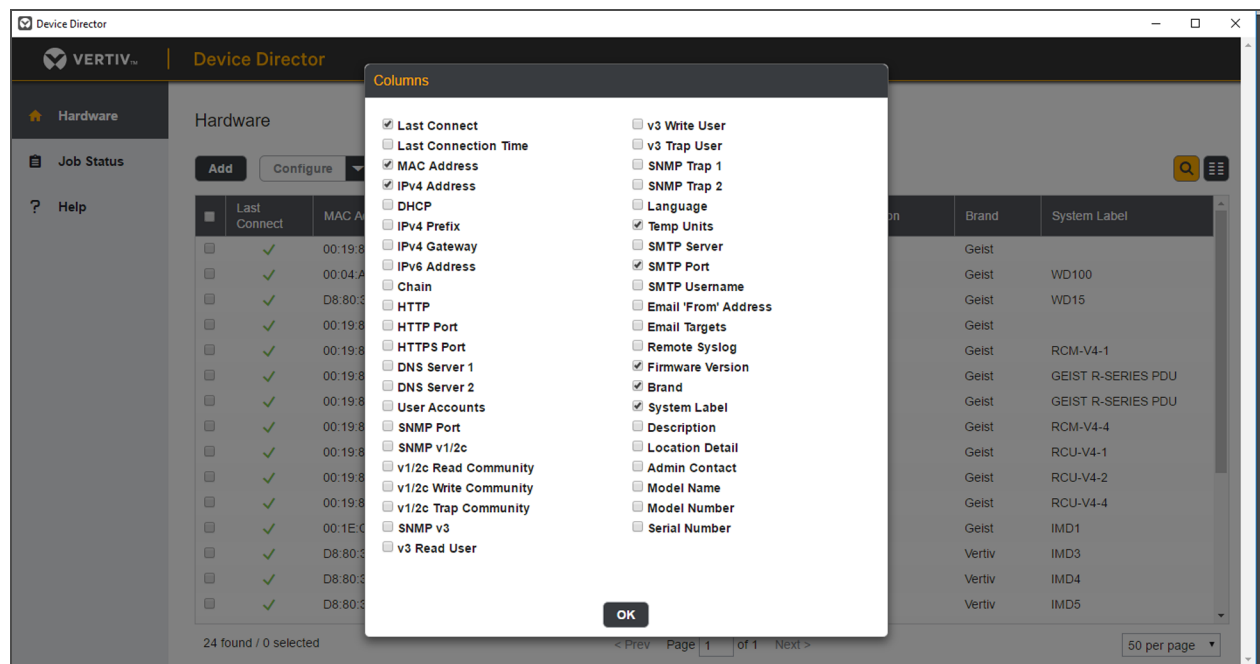 Device Director
VERTIV™
Device Director
Columns
Hardware
Job Status
Help
Hardware
Add
Configure
Last Connect
Last Connection Time
MAC Address
IPv4 Address
DHCP
IPv4 Prefix
IPv4 Gateway
IPv6 Address
Chain
HTTP
HTTP Port
HTTPS Port
DNS Server 1
DNS Server 2
User Accounts
SNMP Port
SNMP v1/2c
v1/2c Read Community
v1/2c Write Community
v1/2c Trap Community
SNMP v3
v3 Read User
v3 Write User
v3 Trap User
SNMP Trap 1
SNMP Trap 2
Language
Temp Units
SMTP Server
SMTP Port
SMTP Username
Email 'From' Address
Email Targets
Remote Syslog
Firmware Version
Brand
System Label
Description
Location Detail
Admin Contact
Model Name
Model Number
Serial Number
OK
Last
Connect MAC A on Brand System Label
00:19:8 Geist
00:04:A Geist WD100
D8:80:3 Geist WD15
00:19:8 Geist
00:19:8 Geist RCM-V4-1
00:19:8 Geist GEIST R-SERIES PDU
00:19:8 Geist GEIST R-SERIES PDU
00:19:8 Geist RCM-V4-4
00:19:8 Geist RCU-V4-1
00:19:8 Geist RCU-V4-2
00:19:8 Geist RCU-V4-4
00:1E:C Geist IMD1
D8:80:3 Vertiv IMD3
D8:80:3 Vertiv IMD4
D8:80:3 Vertiv IMD5
24 found / 0 selected
< Prev Page 1 of 1 Next >
50 per page